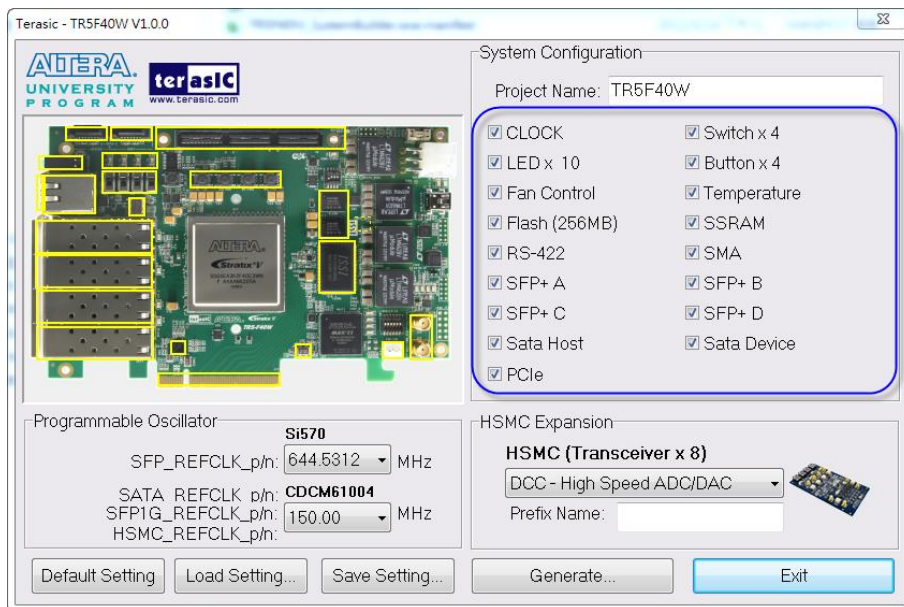 Terasic - TR5F40W V1.0.0
ALTERA.
UNIVERSITY
PROGRAM
terasIC
www.terasic.com
ALTERA
Stratix V
TR5-F40W
System Configuration
Project Name: TR5F40W
CLOCK
Switch x 4
LED x 10
Button x 4
Fan Control
Temperature
Flash (256MB)
SSRAM
RS-422
SMA
SFP+ A
SFP+ B
SFP+ C
SFP+ D
Sata Host
Sata Device
PCIe
Programmable Oscillator
Si570
SFP_REFCLK_p/n: 644.5312 MHz
SATA_REFCLK_p/n: CDCM61004
SFP1G_REFCLK_p/n: 150.00 MHz
HSMC_REFCLK_p/n:
HSMC Expansion
HSMC (Transceiver x 8)
DCC - High Speed ADC/DAC
Prefix Name:
Default Setting
Load Setting...
Save Setting...
Generate...
Exit